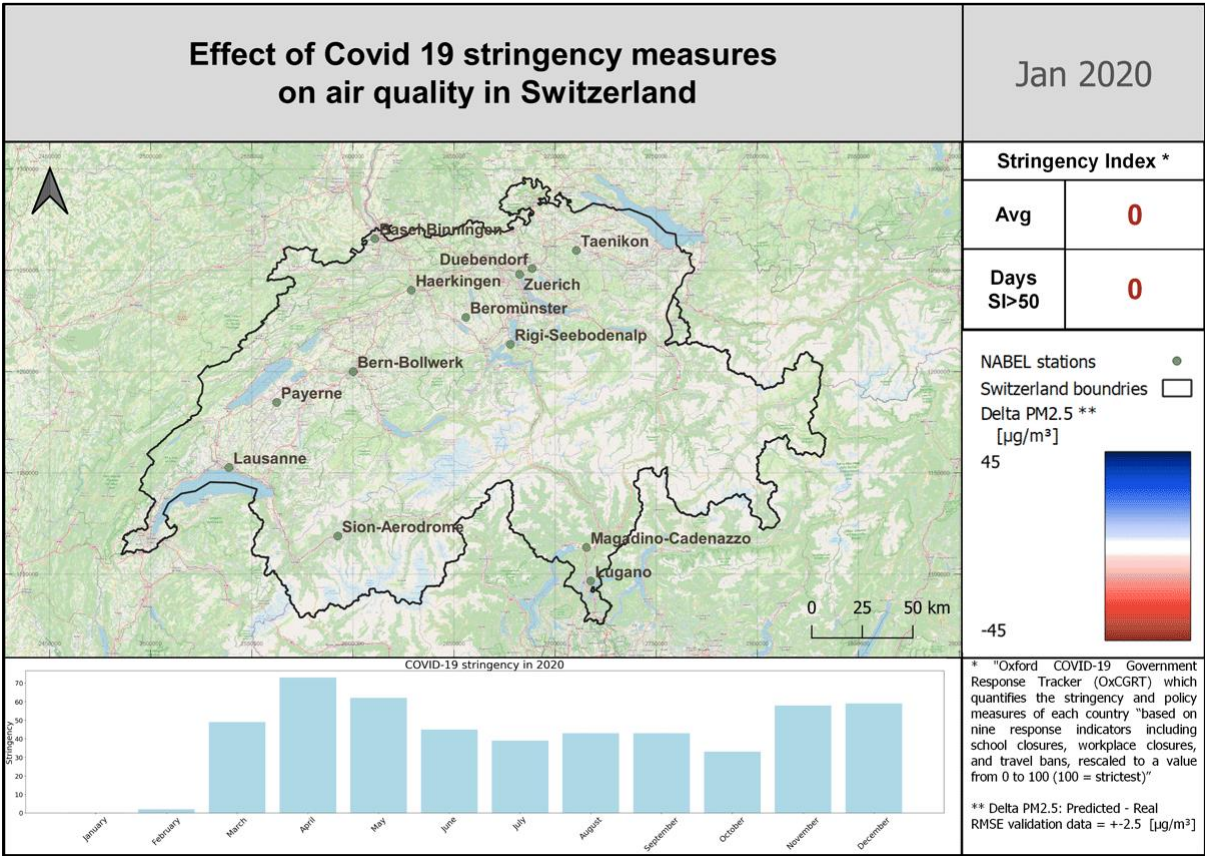 Effect of Covid 19 stringency measures
on air quality in Switzerland
Jan 2020
Stringency Index *
Avg
0
Days
SI>50
0
Basel-Binningen
Taenikon
Duebendorf
Zuerich
Haerkingen
Beromünster
Rigi-Seebodenalp
Bern-Bollwerk
Payerne
Lausanne
Sion-Aerodrome
Magadino-Cadenazzo
Lugano
0 25 50 km
NABEL stations
Switzerland boundries
Delta PM2.5 **
[µg/m³]
45
-45
COVID-19 stringency in 2020
Stringency
70
60
50
40
30
20
10
0
January
February
March
April
May
June
July
August
September
October
November
December
* "Oxford COVID-19 Government
Response Tracker (OxCGRT) which
quantifies the stringency and policy
measures of each country "based on
nine response indicators including
school closures, workplace closures,
and travel bans, rescaled to a value
from 0 to 100 (100 = strictest)"
** Delta PM2.5: Predicted - Real
RMSE validation data = +-2.5 [µg/m³]